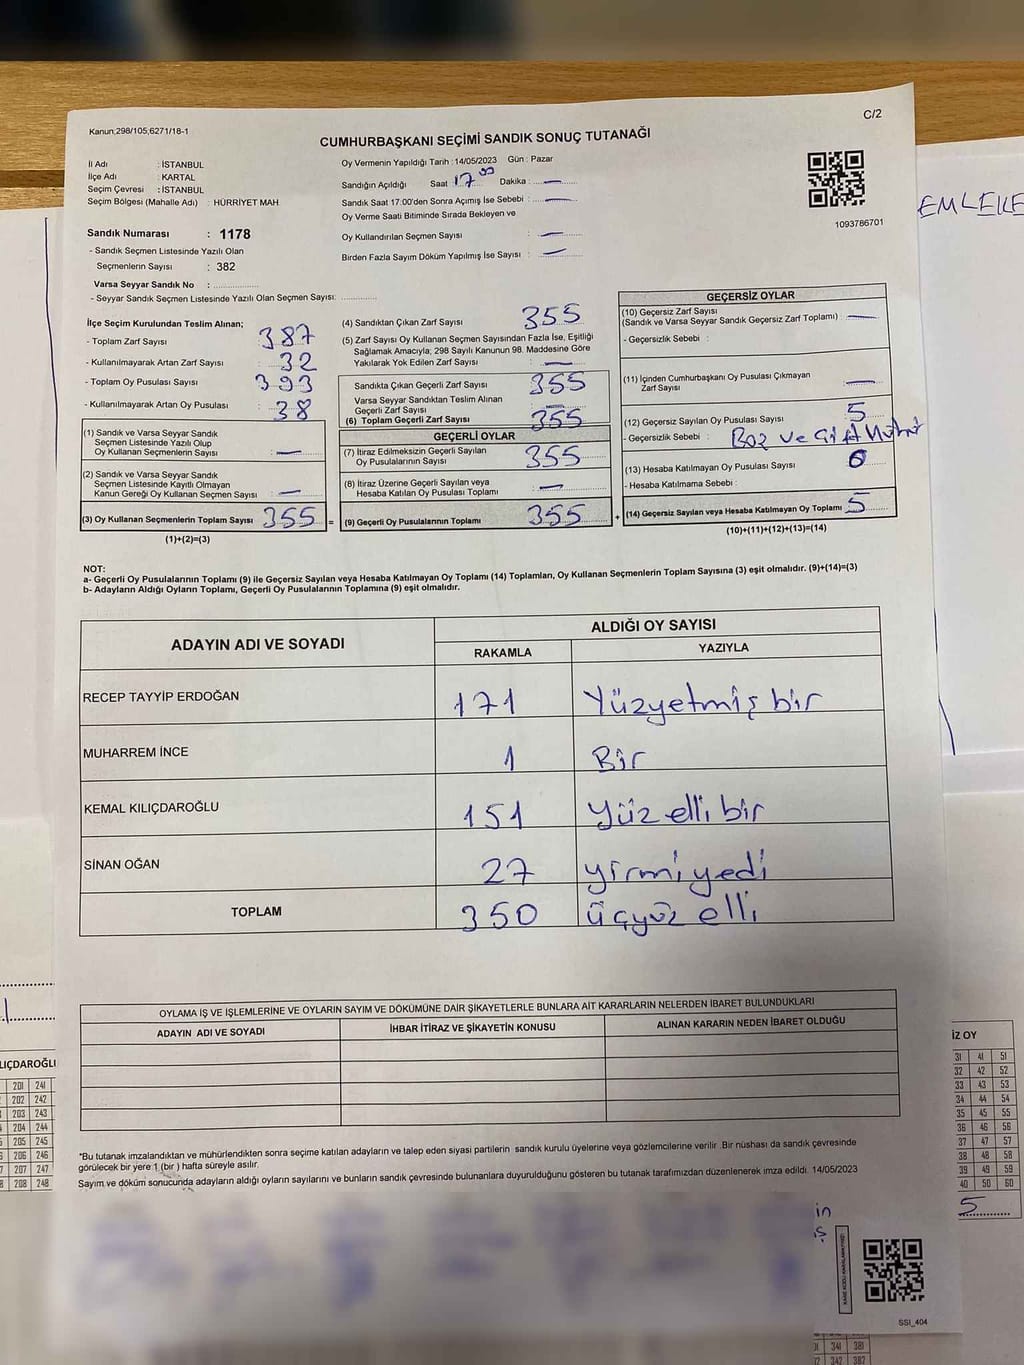 C/2
Kanun,298/105,6271/18-1
CUMHURBAŞKANI SEÇİMİ SANDIK SONUÇ TUTANAĞI
İl Adı : İSTANBUL
İlçe Adı : KARTAL
Seçim Çevresi : İSTANBUL
Seçim Bölgesi (Mahalle Adı) : HÜRRİYET MAH
Sandık Numarası : 1178
- Sandık Seçmen Listesinde Yazılı Olan
Seçmenlerin Sayısı : 382
Varsa Seyyar Sandık No :
- Seyyar Sandık Seçmen Listesinde Yazılı Olan Seçmen Sayısı:
Oy Vermenin Yapıldığı Tarih : 14/05/2023 Gün : Pazar
Sandığın Açıldığı Saat 17 00 Dakika : —
Sandık Saat 17:00'den Sonra Açımış İse Sebebi : —
Oy Verme Saati Bitiminde Sırada Bekleyen ve
Oy Kullandırılan Seçmen Sayısı : —
Birden Fazla Sayım Döküm Yapılmış İse Sayısı : —
1093786701
EMLEKE
İlçe Seçim Kurulundan Teslim Alınan;
- Toplam Zarf Sayısı : 387
- Kullanılmayarak Artan Zarf Sayısı : 32
- Toplam Oy Pusulası Sayısı : 393
- Kullanılmayarak Artan Oy Pusulası : 38
(1) Sandık ve Varsa Seyyar Sandık
Seçmen Listesinde Yazılı Olup
Oy Kullanan Seçmenlerin Sayısı : —
(2) Sandık ve Varsa Seyyar Sandık
Seçmen Listesinde Kayıtlı Olmayan
Kanun Gereği Oy Kullanan Seçmen Sayısı : —
(3) Oy Kullanan Seçmenlerin Toplam Sayısı 355 =
(1)+(2)=(3)
(4) Sandıktan Çıkan Zarf Sayısı 355
(5) Zarf Sayısı Oy Kullanan Seçmen Sayısından Fazla İse, Eşitliği
Sağlamak Amacıyla; 298 Sayılı Kanunun 98. Maddesine Göre
Yakılarak Yok Edilen Zarf Sayısı : —
Sandıkta Çıkan Geçerli Zarf Sayısı 355
Varsa Seyyar Sandıktan Teslim Alınan
Geçerli Zarf Sayısı :
(6) Toplam Geçerli Zarf Sayısı 355
GEÇERLİ OYLAR
(7) İtiraz Edilmeksizin Geçerli Sayılan
Oy Pusulalarının Sayısı 355
(8) İtiraz Üzerine Geçerli Sayılan veya
Hesaba Katılan Oy Pusulası Toplamı —
(9) Geçerli Oy Pusulalarının Toplamı 355 +
GEÇERSİZ OYLAR
(10) Geçersiz Zarf Sayısı
(Sandık ve Varsa Seyyar Sandık Geçersiz Zarf Toplamı) : —
- Geçersizlik Sebebi :
(11) İçinden Cumhurbaşkanı Oy Pusulası Çıkmayan
Zarf Sayısı —
(12) Geçersiz Sayılan Oy Pusulası Sayısı 5
- Geçersizlik Sebebi : Boz ve Çift
(13) Hesaba Katılmayan Oy Pusulası Sayısı 0
- Hesaba Katılmama Sebebi :
(14) Geçersiz Sayılan veya Hesaba Katılmayan Oy Toplamı 5
(10)+(11)+(12)+(13)=(14)
NOT:
a- Geçerli Oy Pusulalarının Toplamı (9) ile Geçersiz Sayılan veya Hesaba Katılmayan Oy Toplamı (14) Toplamları, Oy Kullanan Seçmenlerin Toplam Sayısına (3) eşit olmalıdır. (9)+(14)=(3)
b- Adayların Aldığı Oyların Toplamı, Geçerli Oy Pusulalarının Toplamına (9) eşit olmalıdır.
ADAYIN ADI VE SOYADI
ALDIĞI OY SAYISI
RAKAMLA YAZIYLA
RECEP TAYYİP ERDOĞAN 171 Yüzyetmiş bir
MUHARREM İNCE 1 Bir
KEMAL KILIÇDAROĞLU 151 Yüz elli bir
SİNAN OĞAN 27 yirmi yedi
TOPLAM 350 üçyüz elli
OYLAMA İŞ VE İŞLEMLERİNE VE OYLARIN SAYIM VE DÖKÜMÜNE DAİR ŞİKAYETLERLE BUNLARA AİT KARARLARIN NELERDEN İBARET BULUNDUKLARI
ADAYIN ADI VE SOYADI İHBAR İTİRAZ VE ŞİKAYETİN KONUSU ALINAN KARARIN NEDEN İBARET OLDUĞU
*Bu tutanak imzalandıktan ve mühürlendikten sonra seçime katılan adayların ve talep eden siyasi partilerin sandık kurulu üyelerine veya gözlemcilerine verilir .Bir nüshası da sandık çevresinde
görülecek bir yere 1 (bir ) hafta süreyle asılır.
Sayım ve döküm sonucunda adayların aldığı oyların sayılarını ve bunların sandık çevresinde bulunanlara duyurulduğunu gösteren bu tutanak tarafımızdan düzenlenerek imza edildi. 14/05/2023
in
SSI_404
LIÇDAROĞLI
201 241
202 242
203 243
204 244
205 245
206 246
207 247
208 248
İZ OY
31 41 51
32 42 52
33 43 53
34 44 54
35 45 55
36 46 56
37 47 57
38 48 58
39 49 59
40 50 60
5
341 381
342 382